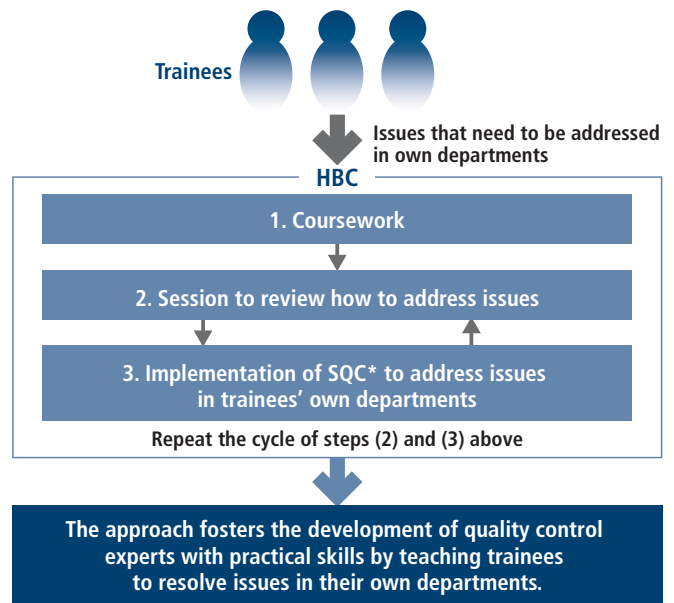 Trainees
Issues that need to be addressed
in own departments
HBC
1. Coursework
2. Session to review how to address issues
3. Implementation of SQC* to address issues
in trainees’ own departments
Repeat the cycle of steps (2) and (3) above
The approach fosters the development of quality control
experts with practical skills by teaching trainees
to resolve issues in their own departments.